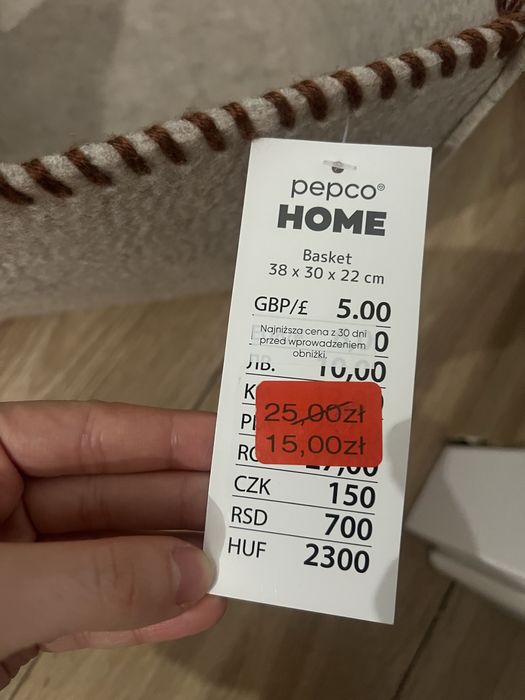 pepco®
HOME
Basket
38 x 30 x 22 cm
GBP/£ 5.00
Najniższa cena z 30 dni
przed wprowadzeniem
obniżki.
10,00
25,00zł
15,00zł
CZK 150
RSD 700
HUF 2300